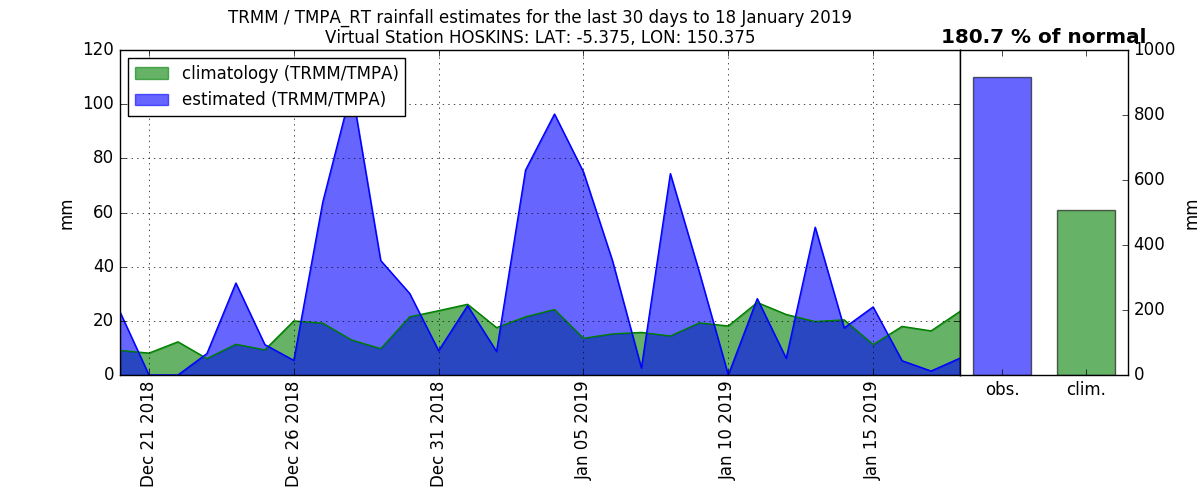 TRMM / TMPA_RT rainfall estimates for the last 30 days to 18 January 2019
Virtual Station HOSKINS: LAT: -5.375, LON: 150.375
180.7 % of normal
climatology (TRMM/TMPA)
estimated (TRMM/TMPA)
120
100
80
60
40
20
0
mm
Dec 21 2018
Dec 26 2018
Dec 31 2018
Jan 05 2019
Jan 10 2019
Jan 15 2019
obs.
clim.
1000
800
600
400
200
0
mm